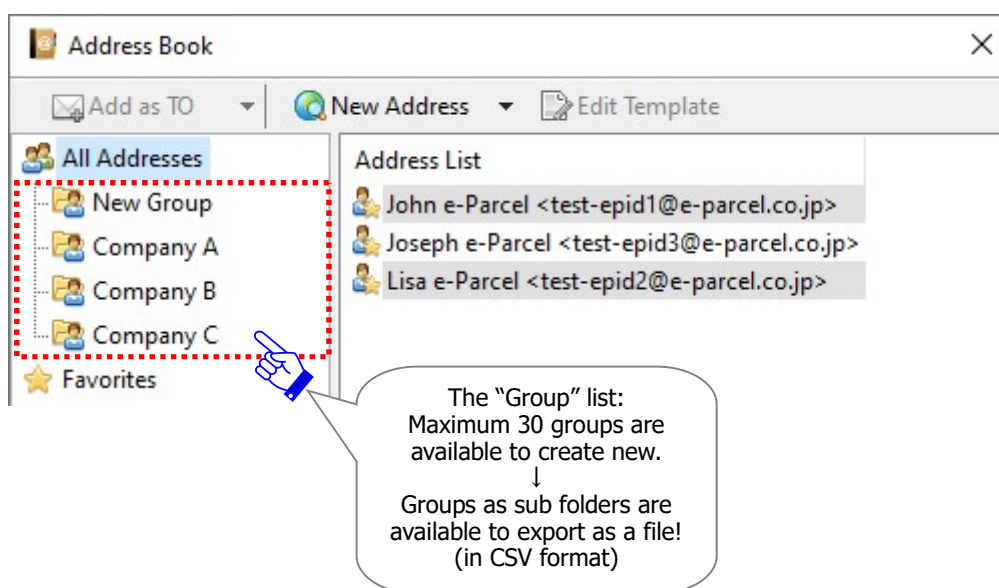 Address Book
Add as TO
New Address
Edit Template
All Addresses
New Group
Company A
Company B
Company C
Favorites
Address List
John e-Parcel <test-epid1@e-parcel.co.jp>
Joseph e-Parcel <test-epid3@e-parcel.co.jp>
Lisa e-Parcel <test-epid2@e-parcel.co.jp>
The “Group” list:
Maximum 30 groups are
available to create new.
↓
Groups as sub folders are
available to export as a file!
(in CSV format)